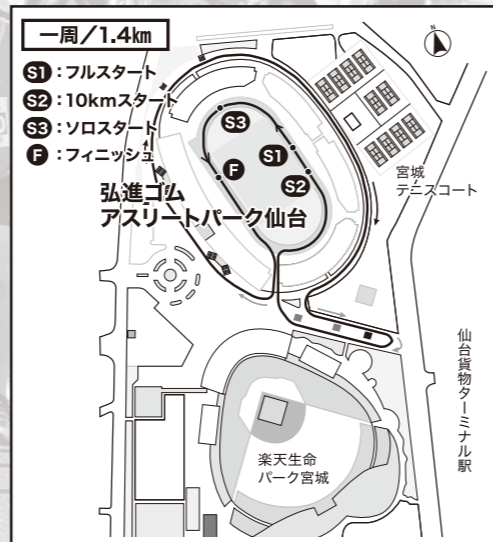 一周/1.4km
S1：フルスタート
S2：10kmスタート
S3：ソロスタート
F：フィニッシュ
N
S3
S1
F
S2
弘進ゴム
アスリートパーク仙台
宮城
テニスコート
仙台貨物ターミナル駅
楽天生命
パーク宮城